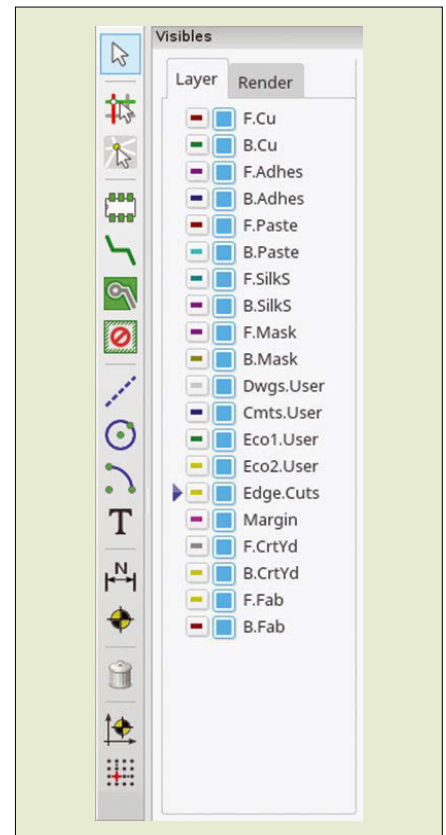 Visibles
Layer Render
F.Cu
B.Cu
F.Adhes
B.Adhes
F.Paste
B.Paste
F.SilkS
B.SilkS
F.Mask
B.Mask
Dwgs.User
Cmts.User
Eco1.User
Eco2.User
Edge.Cuts
Margin
F.CrtYd
B.CrtYd
F.Fab
B.Fab
T
N